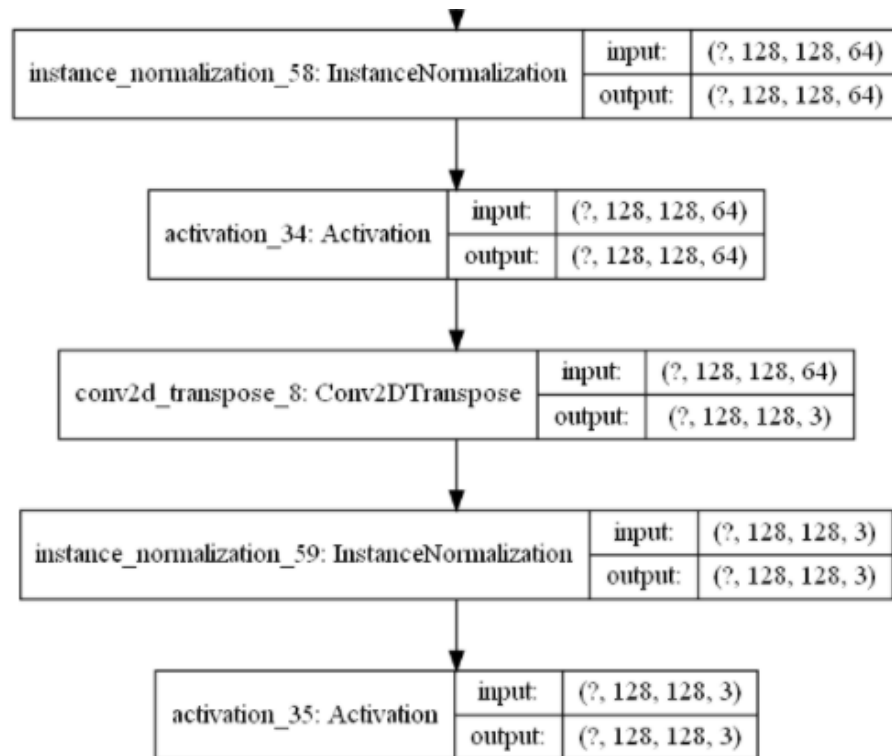 instance_normalization_58: InstanceNormalization
input: (?, 128, 128, 64)
output: (?, 128, 128, 64)
activation_34: Activation
input: (?, 128, 128, 64)
output: (?, 128, 128, 64)
conv2d_transpose_8: Conv2DTranspose
input: (?, 128, 128, 64)
output: (?, 128, 128, 3)
instance_normalization_59: InstanceNormalization
input: (?, 128, 128, 3)
output: (?, 128, 128, 3)
activation_35: Activation
input: (?, 128, 128, 3)
output: (?, 128, 128, 3)